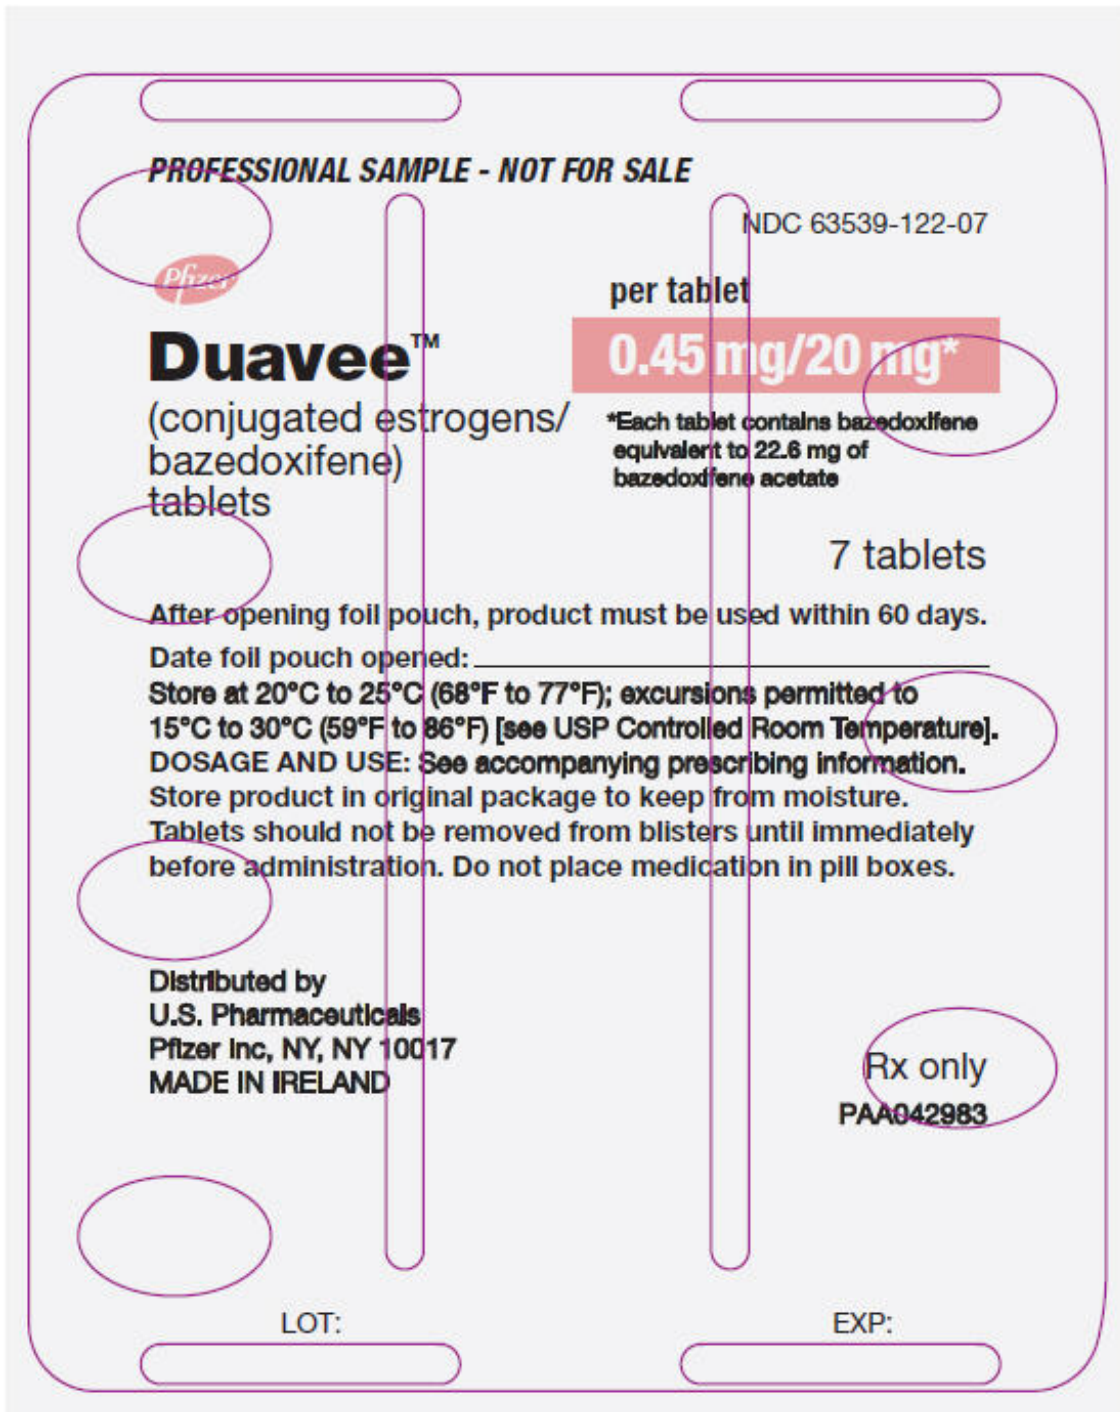 PROFESSIONAL SAMPLE - NOT FOR SALE
NDC 63539-122-07
Pfizer
per tablet
Duavee™
0.45 mg/20 mg*
(conjugated estrogens/
bazedoxifene)
tablets
*Each tablet contains bazedoxifene
equivalent to 22.6 mg of
bazedoxifene acetate
7 tablets
After opening foil pouch, product must be used within 60 days.
Date foil pouch opened:
Store at 20°C to 25°C (68°F to 77°F); excursions permitted to
15°C to 30°C (59°F to 86°F) [see USP Controlled Room Temperature].
DOSAGE AND USE: See accompanying prescribing information.
Store product in original package to keep from moisture.
Tablets should not be removed from blisters until immediately
before administration. Do not place medication in pill boxes.
Distributed by
U.S. Pharmaceuticals
Pfizer Inc, NY, NY 10017
MADE IN IRELAND
Rx only
PAA042983
LOT:
EXP: